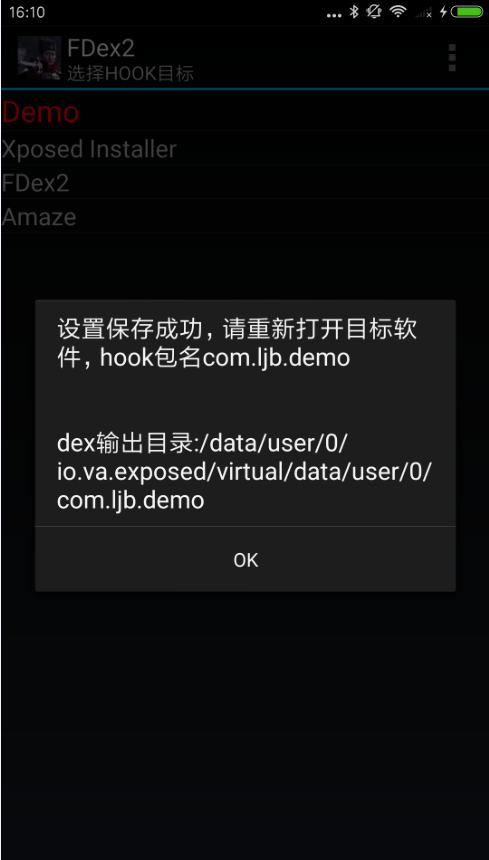 16:10
FDex2
选择HOOK目标
Demo
Xposed Installer
FDex2
Amaze
设置保存成功，请重新打开目标软
件，hook包名com.ljb.demo
dex输出目录:/data/user/0/
io.va.exposed/virtual/data/user/0/
com.ljb.demo
OK